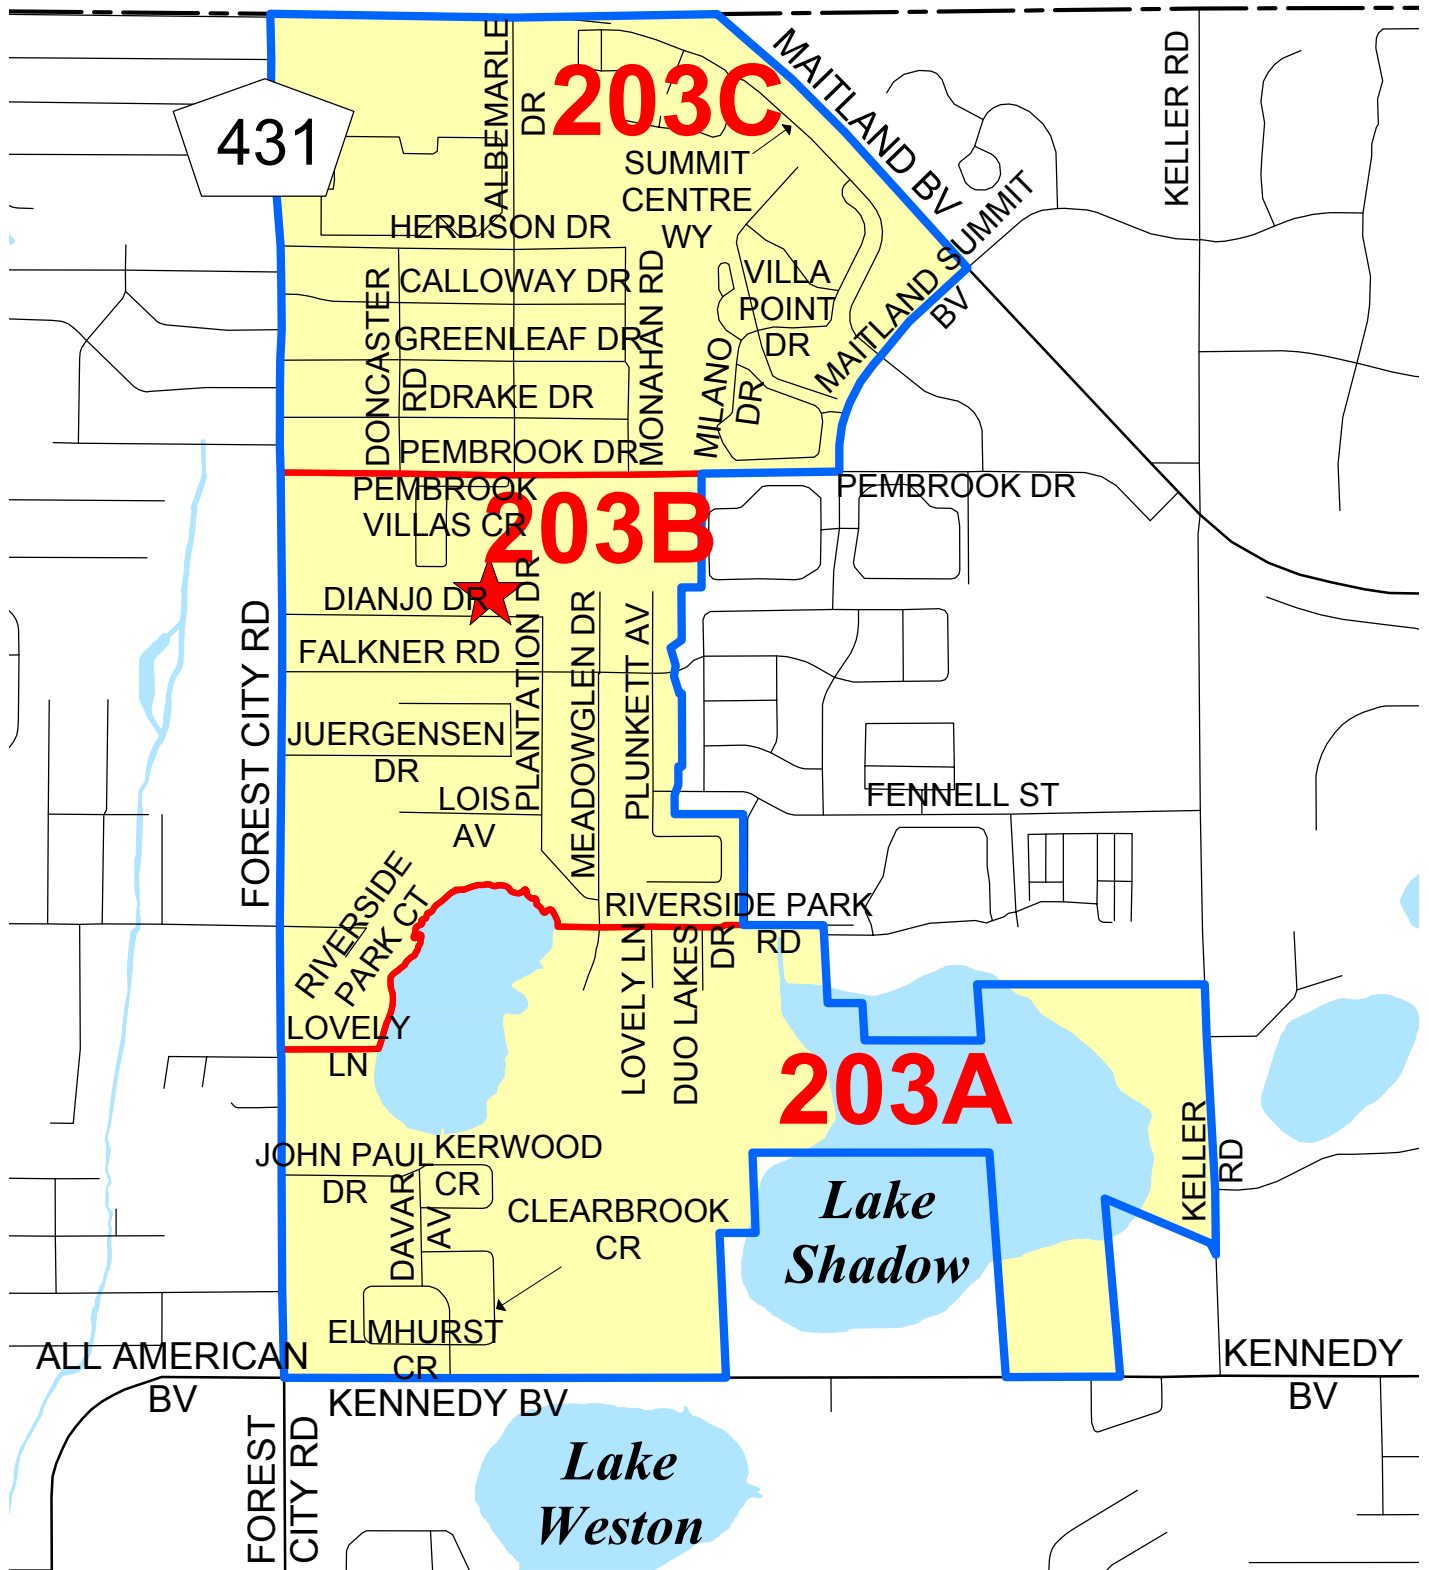 203C
MAITLAND BV
KELLER RD
ALBEMARLE
DR
431
SUMMIT
CENTRE
WY
HERBISON DR
CALLOWAY DR
GREENLEAF DR
DRAKE DR
PEMBROOK DR
DONCASTER
RD
MONAHAN RD
VILLA
POINT
DR
MILANO
DR
MAITLAND SUMMIT
BV
PEMBROOK DR
PEMBROOK
VILLAS CR
203B
DIANJ0 DR
FALKNER RD
FOREST CITY RD
JUERGENSEN
DR
LOIS
AV
PLANTATION DR
MEADOWGLEN DR
PLUNKETT AV
FENNELL ST
RIVERSIDE
PARK CT
RIVERSIDE PARK
RD
LOVELY
LN
LOVELY LN
DUO LAKES
DR
203A
KELLER
RD
JOHN PAUL
DR
KERWOOD
CR
DAVAR
AV
CLEARBROOK
CR
Lake
Shadow
ELMHURST
CR
ALL AMERICAN
BV
KENNEDY BV
KENNEDY
BV
FOREST
CITY RD
Lake
Weston